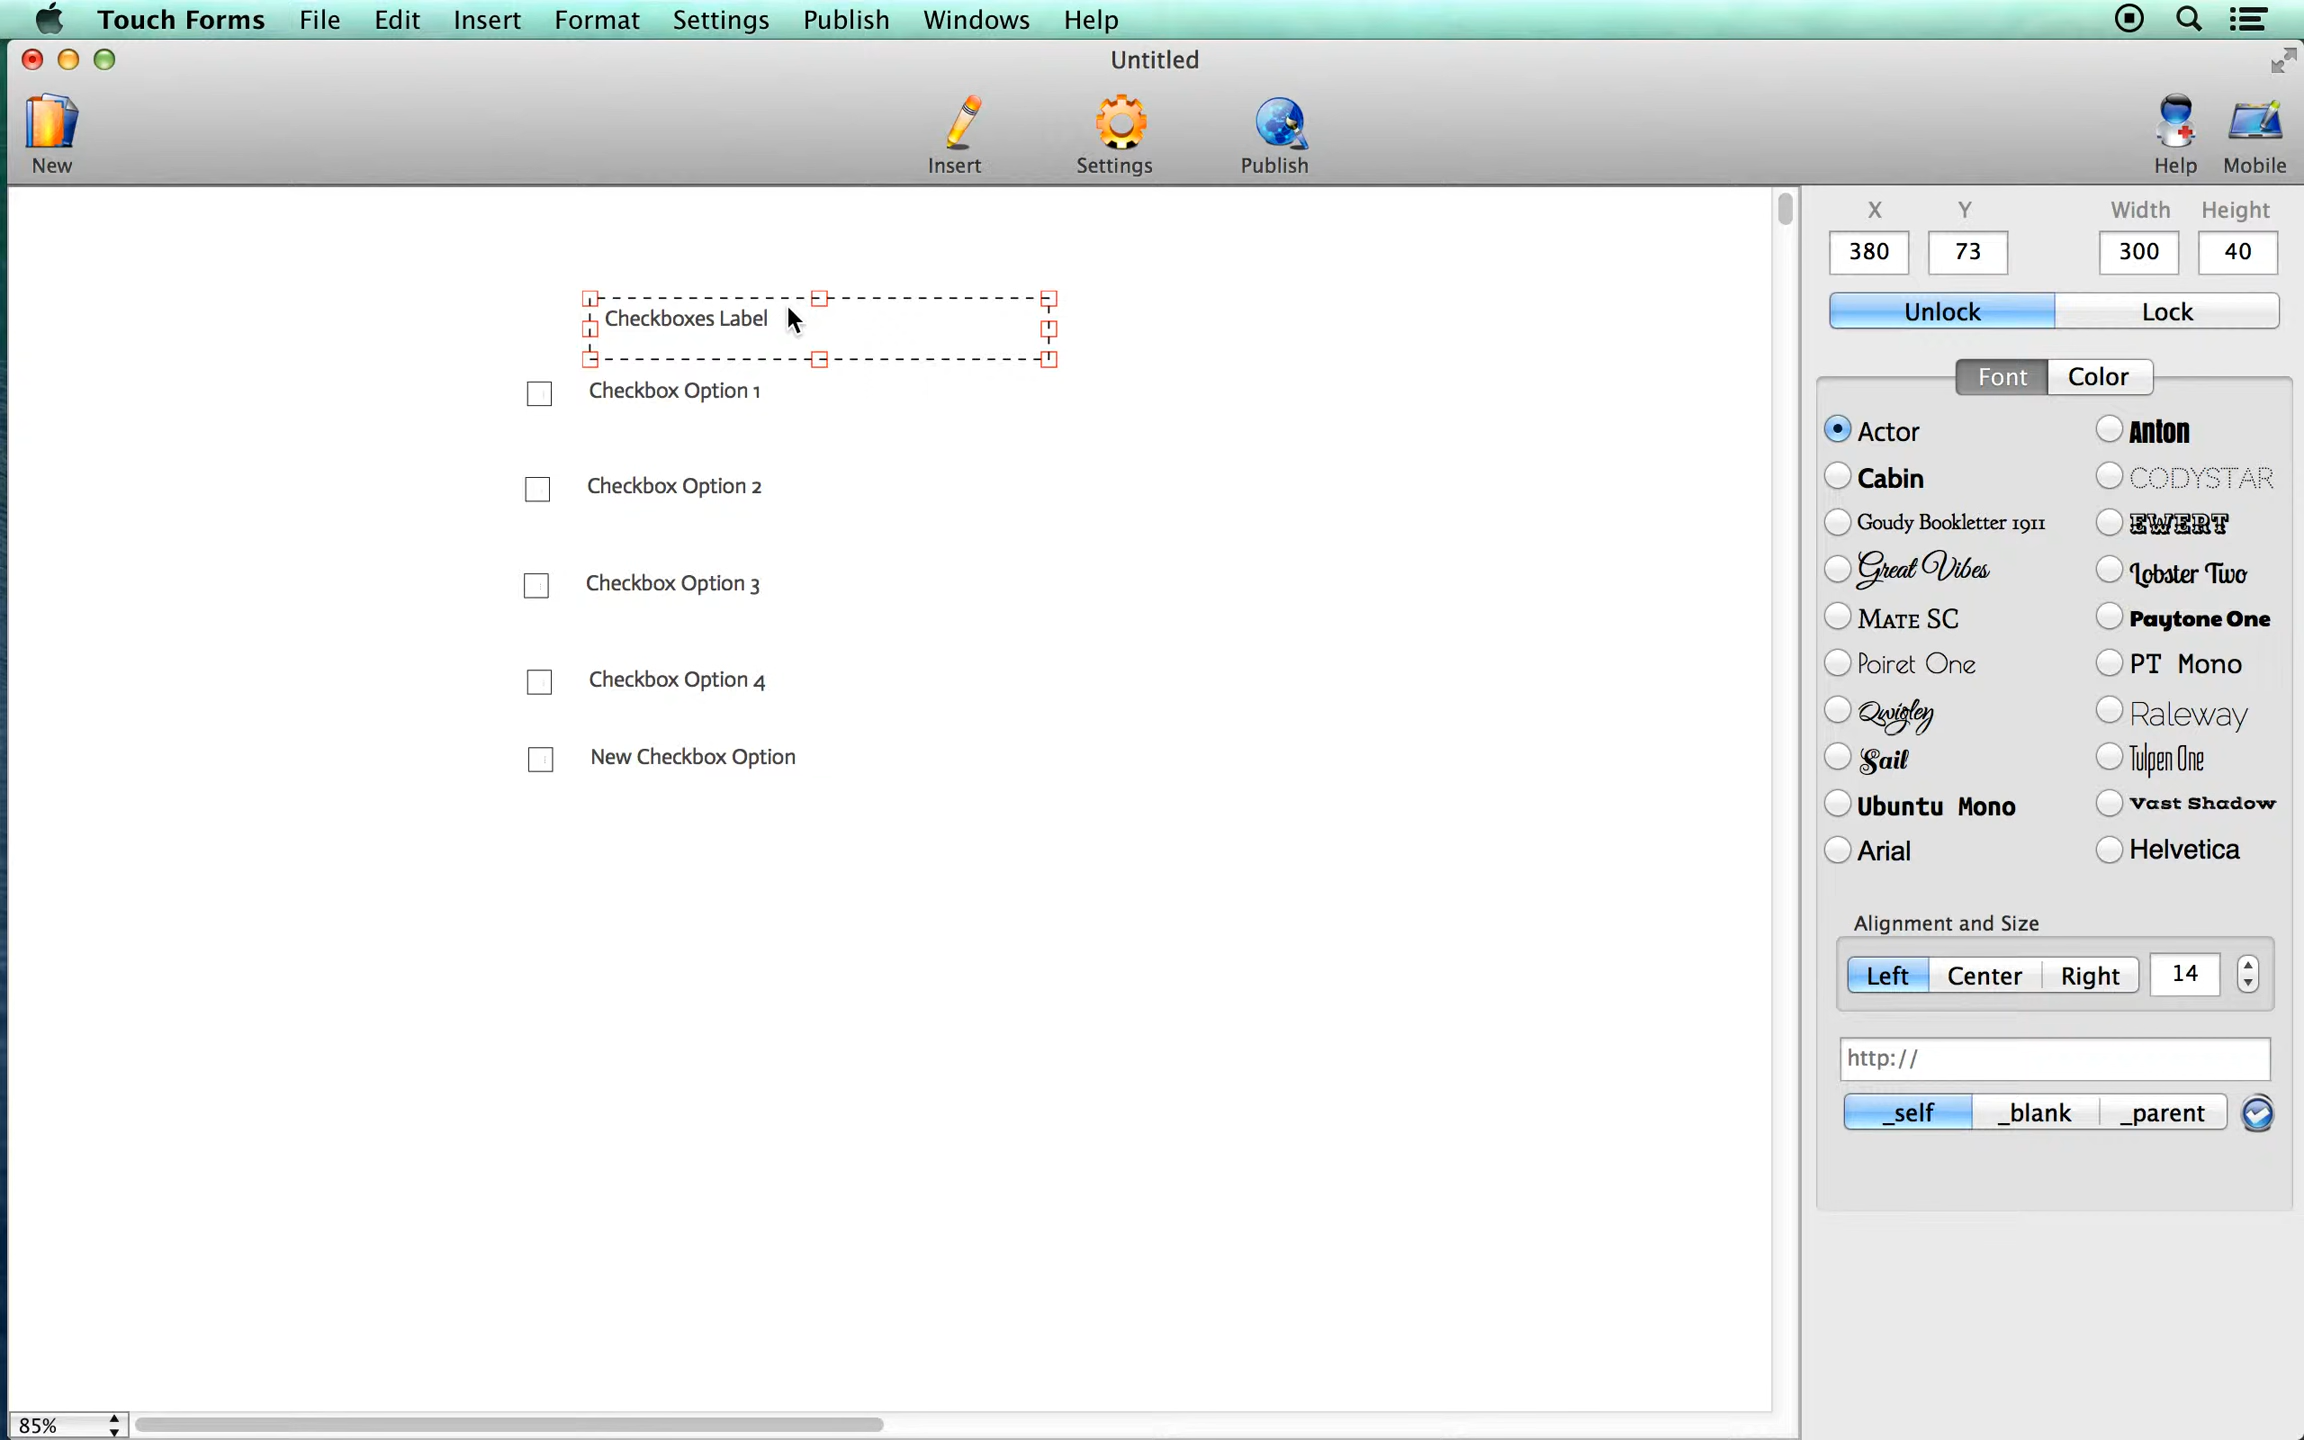 Touch Forms File Edit Insert Format Settings Publish Windows Help
Untitled
New Insert Settings Publish Help Mobile
X Y Width Height
380 73 300 40
Unlock Lock
Checkboxes Label
Checkbox Option 1
Checkbox Option 2
Checkbox Option 3
Checkbox Option 4
New Checkbox Option
Font Color
Actor Anton
Cabin CODYSTAR
Goudy Bookletter 1911 EWERT
Great Vibes Lobster Two
MATE SC Paytone One
Poiret One PT Mono
Qwigley Raleway
Sail Tulpen One
Ubuntu Mono Vast Shadow
Arial Helvetica
Alignment and Size
Left Center Right 14
http://
_self _blank _parent
85%